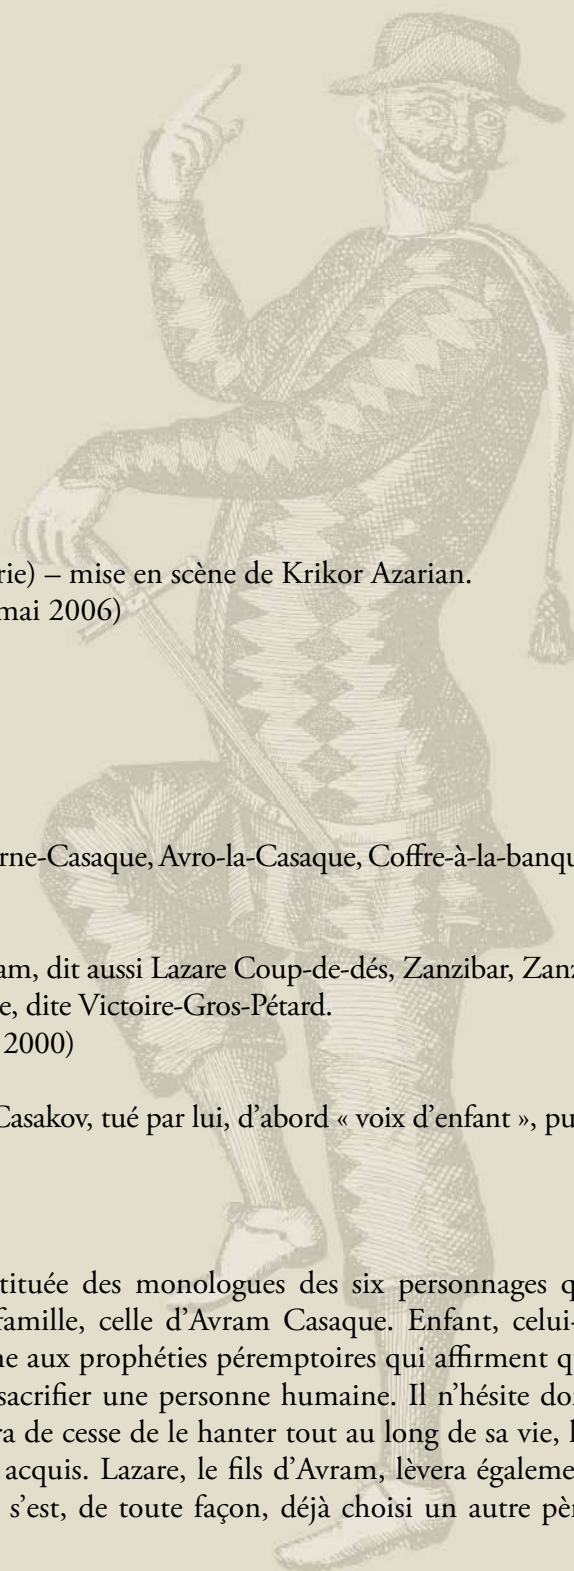 rie) – mise en scène de Krikor Azarian.
mai 2006)
rne-Casaque, Avro-la-Casaque, Coffre-à-la-banqu
am, dit aussi Lazare Coup-de-dés, Zanzibar, Zanz
e, dite Victoire-Gros-Pétard.
2000)
Casakov, tué par lui, d’abord « voix d’enfant », pu
tituée des monologues des six personnages q
famille, celle d’Avram Casaque. Enfant, celui-
ne aux prophéties péremptoires qui affirment q
sacrifier une personne humaine. Il n’hésite do
ra de cesse de le hanter tout au long de sa vie, l
acquis. Lazare, le fils d’Avram, lèvera égaleme
s’est, de toute façon, déjà choisi un autre pè